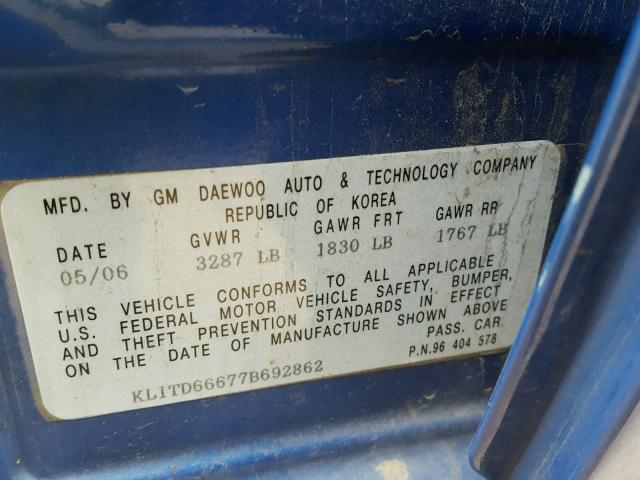 MFD. BY GM DAEWOO AUTO & TECHNOLOGY COMPANY
REPUBLIC OF KOREA
DATE GVWR GAWR FRT GAWR RR
05/06 3287 LB 1830 LB 1767 LB
THIS VEHICLE CONFORMS TO ALL APPLICABLE
U.S. FEDERAL MOTOR VEHICLE SAFETY, BUMPER,
AND THEFT PREVENTION STANDARDS IN EFFECT
ON THE DATE OF MANUFACTURE SHOWN ABOVE
PASS. CAR
KL1TD66677B692862 P.N.96 404 578